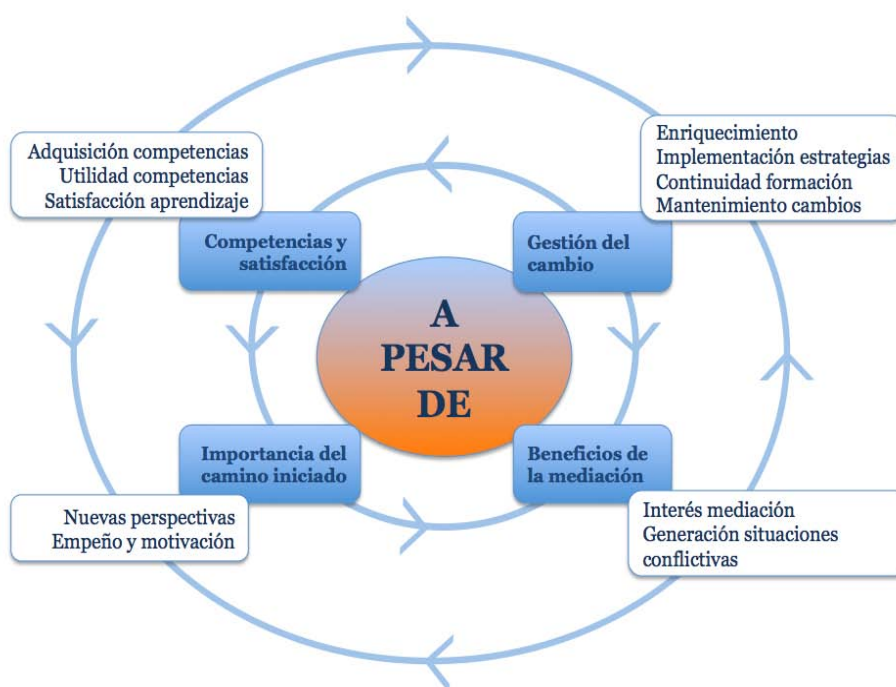 Adquisición competencias
Utilidad competencias
Satisfacción aprendizaje
Competencias y
satisfacción
Enriquecimiento
Implementación estrategias
Continuidad formación
Mantenimiento cambios
Gestión del
cambio
A
PESAR
DE
Importancia del
camino iniciado
Nuevas perspectivas
Empeño y motivación
Beneficios de
la mediación
Interés mediación
Generación situaciones
conflictivas